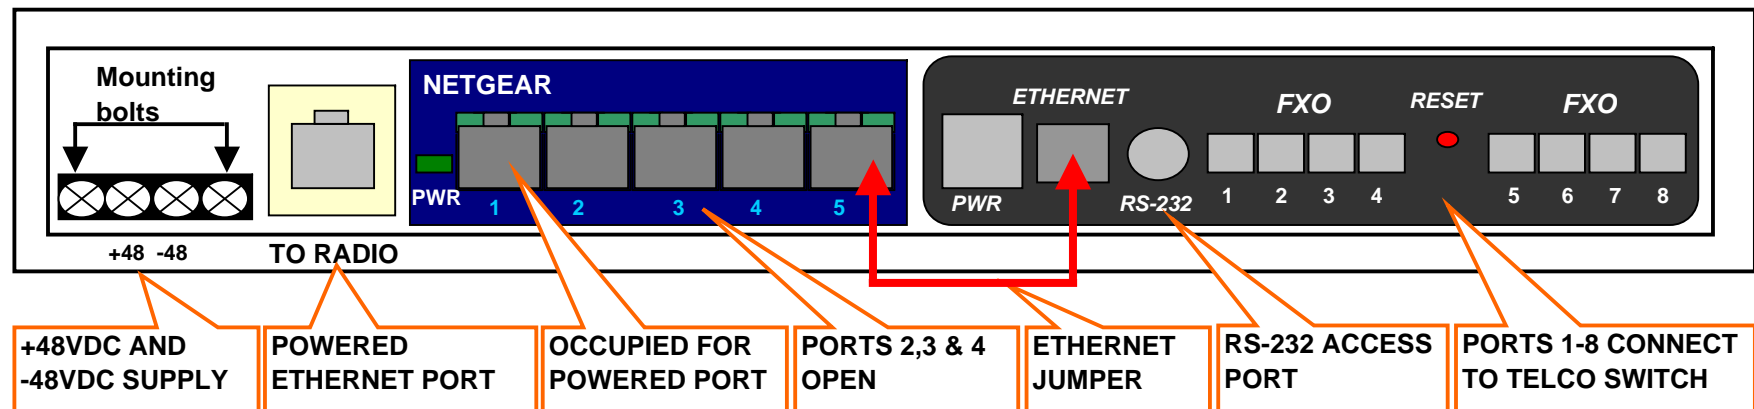 Mounting
bolts
NETGEAR
PWR
1 2 3 4 5
ETHERNET
PWR
RS-232
FXO
1 2 3 4
RESET
FXO
5 6 7 8
+48 -48
TO RADIO
+48VDC AND
-48VDC SUPPLY
POWERED
ETHERNET PORT
OCCUPIED FOR
POWERED PORT
PORTS 2,3 & 4
OPEN
ETHERNET
JUMPER
RS-232 ACCESS
PORT
PORTS 1-8 CONNECT
TO TELCO SWITCH